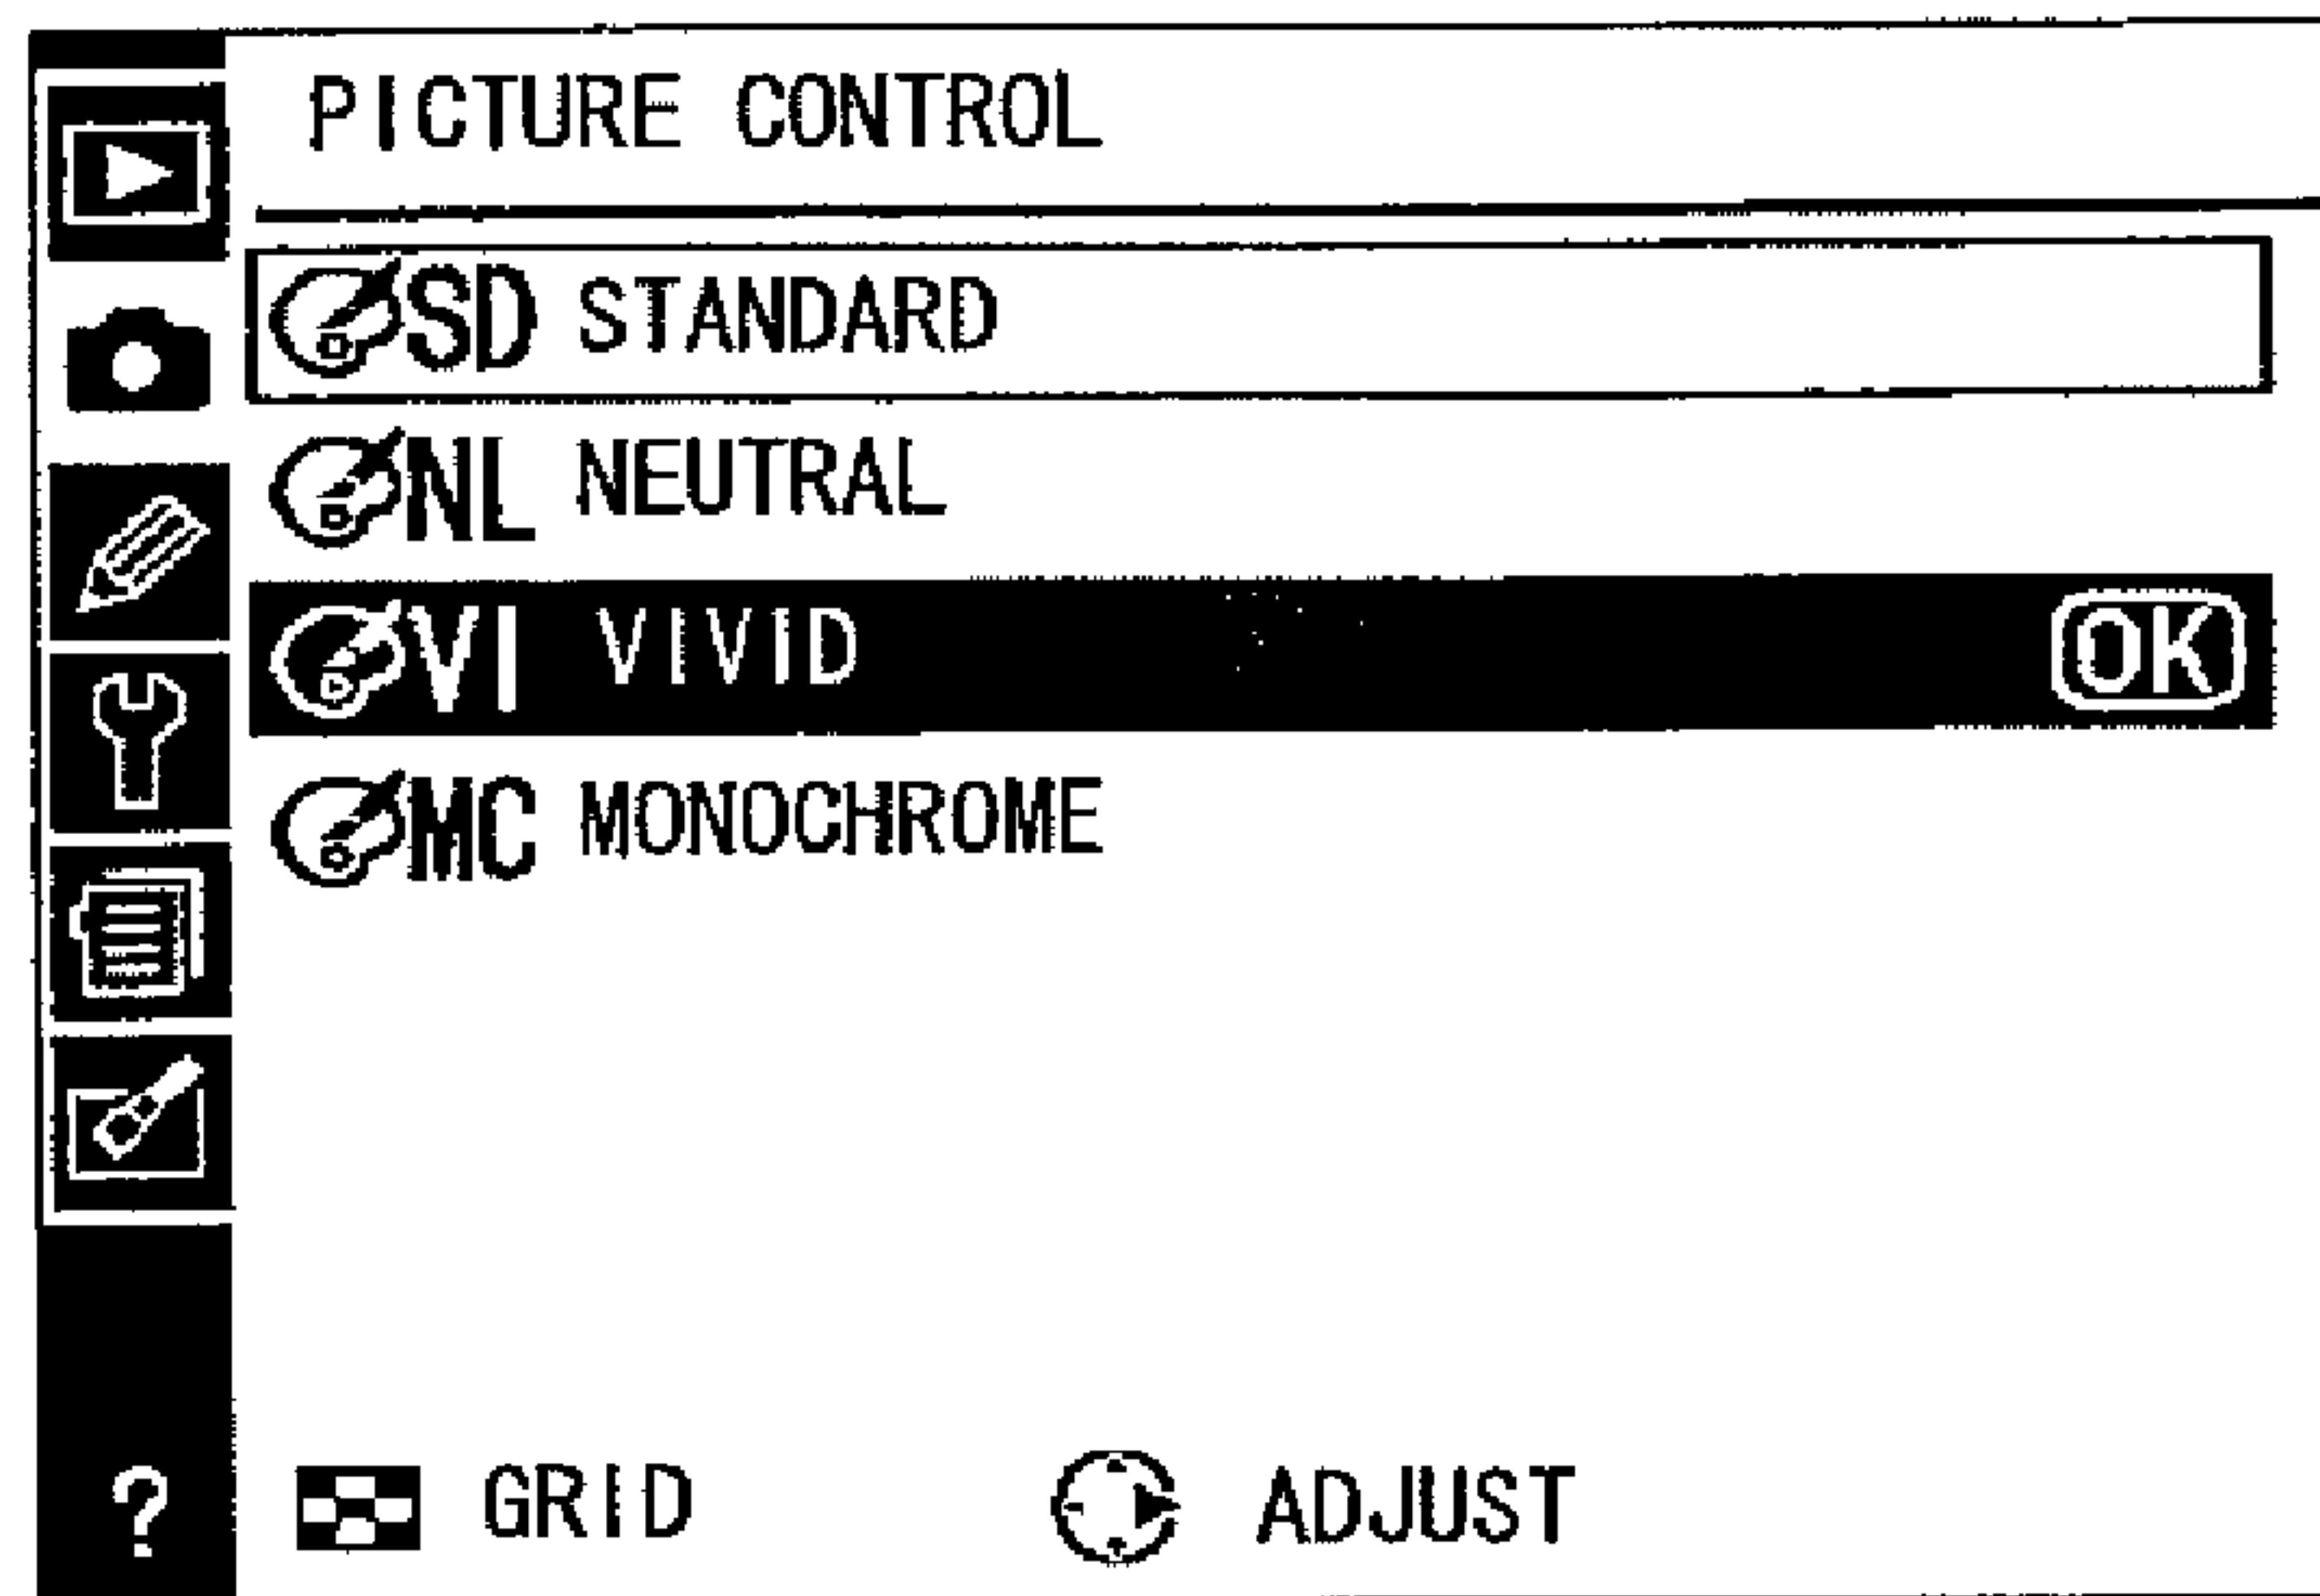 PICTURE CONTROL
SD STANDARD
NL NEUTRAL
VI VIVID OK
MC MONOCHROME
? GRID ADJUST